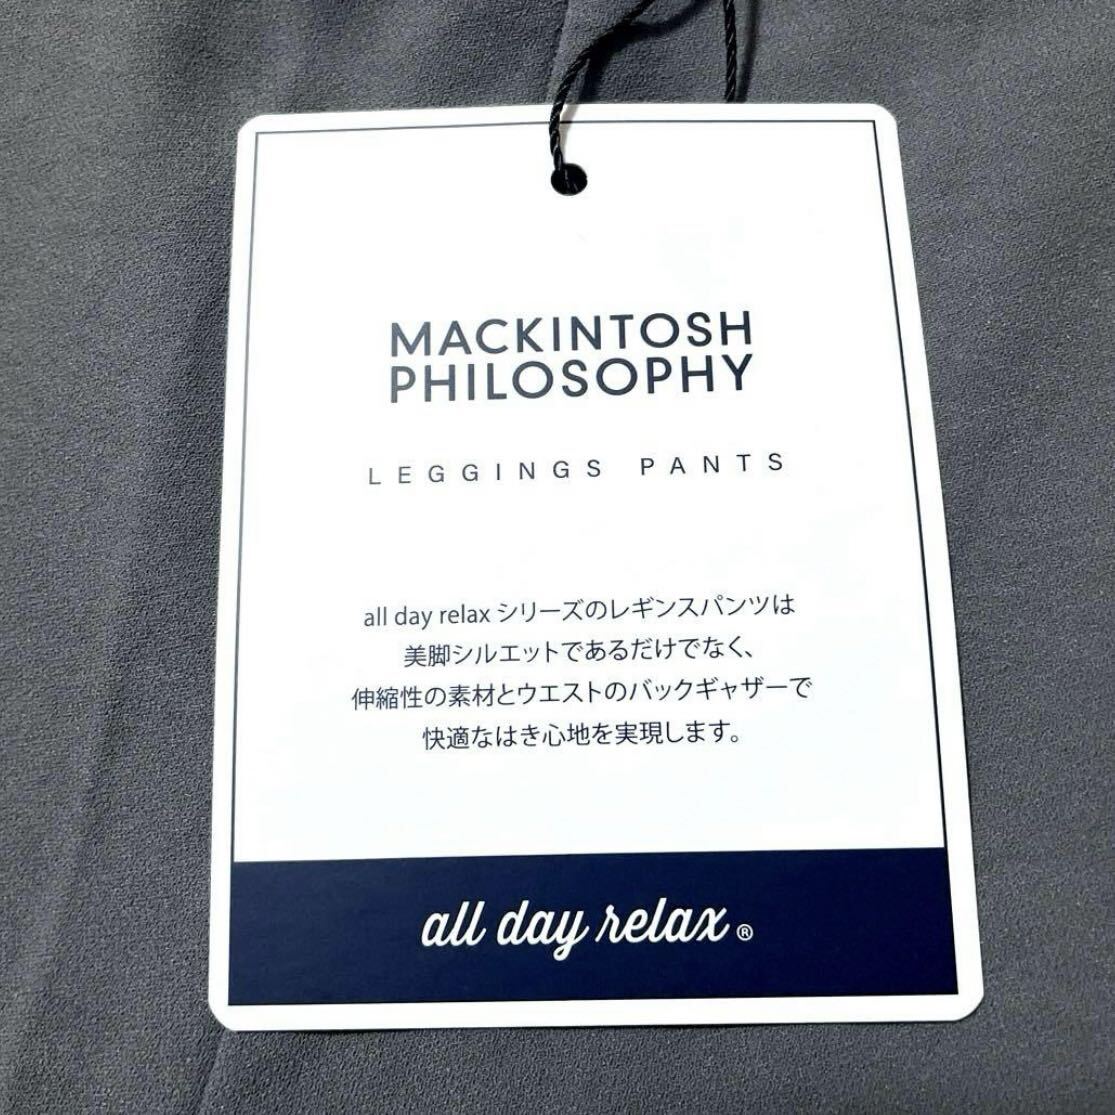 MACKINTOSH
PHILOSOPHY
LEGGINGS PANTS
all day relax シリーズのレギンスパンツは
美脚シルエットであるだけでなく、
伸縮性の素材とウエストのバックギャザーで
快適なはき心地を実現します。
all day relax®